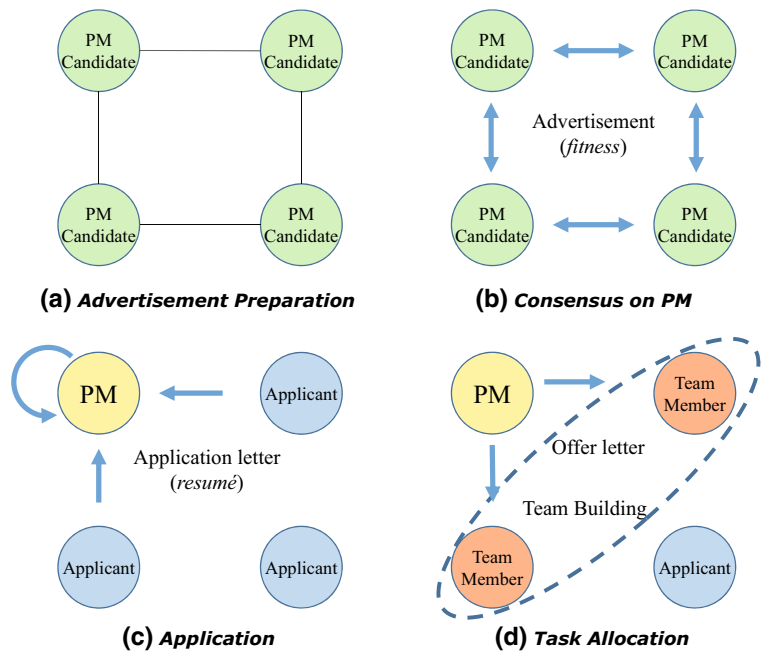 PM
Candidate
PM
Candidate
PM
Candidate
PM
Candidate
(a) Advertisement Preparation
PM
Candidate
PM
Candidate
Advertisement
(fitness)
PM
Candidate
PM
Candidate
(b) Consensus on PM
PM
Applicant
Application letter
(resumé)
Applicant
Applicant
(c) Application
PM
Team
Member
Offer letter
Team Building
Team
Member
Applicant
(d) Task Allocation